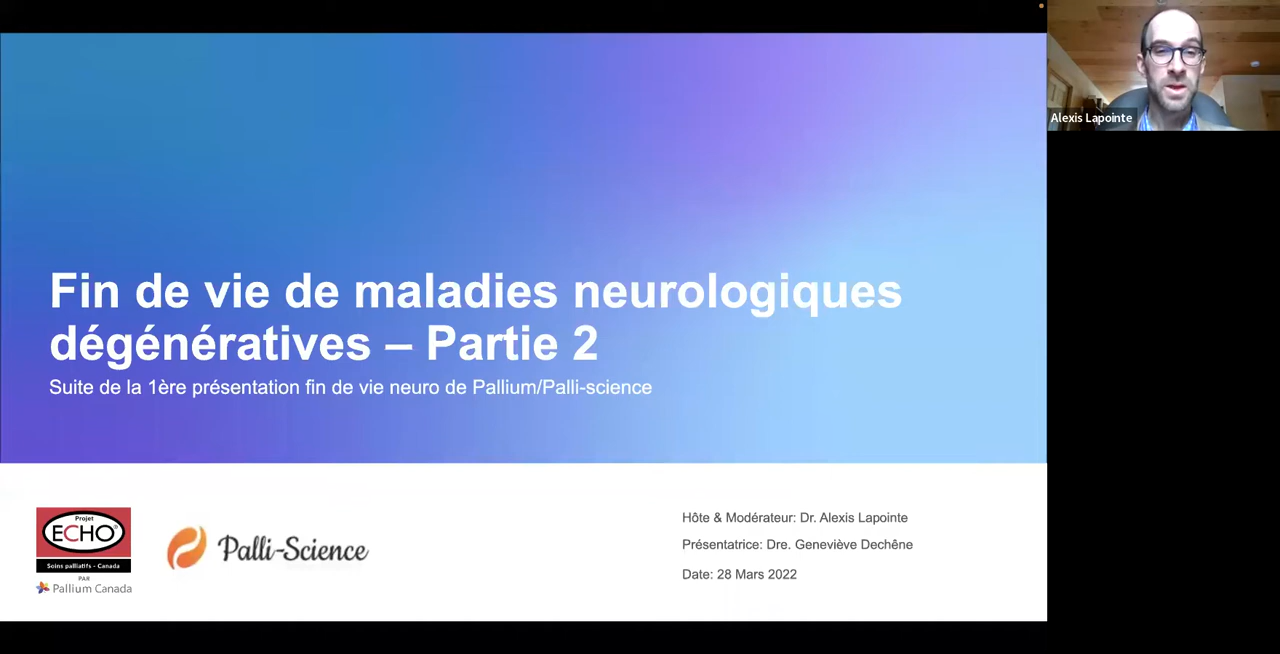 Alexis Lapointe
Fin de vie de maladies neurologiques
dégénératives – Partie 2
Suite de la 1ère présentation fin de vie neuro de Pallium/Palli-science
Projet
ECHO®
Soins palliatifs - Canada
PAR
Pallium Canada
Palli-Science
Hôte & Modérateur: Dr. Alexis Lapointe
Présentatrice: Dre. Geneviève Dechêne
Date: 28 Mars 2022